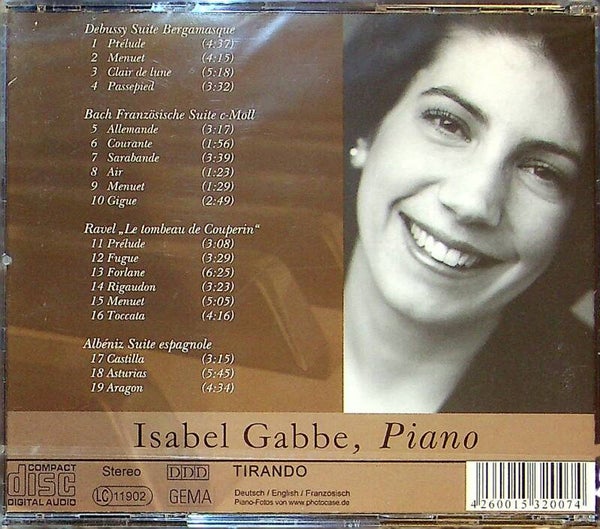 Debussy Suite Bergamasque
1 Prélude (4:37)
2 Menuet (4:15)
3 Clair de lune (5:18)
4 Passepied (3:32)
Bach Französische Suite c-Moll
5 Allemande (3:17)
6 Courante (1:56)
7 Sarabande (3:39)
8 Air (1:23)
9 Menuet (1:29)
10 Gigue (2:49)
Ravel „Le tombeau de Couperin“
11 Prélude (3:08)
12 Fugue (3:29)
13 Forlane (6:25)
14 Rigaudon (3:23)
15 Menuet (5:05)
16 Toccata (4:16)
Albéniz Suite espagnole
17 Castilla (3:15)
18 Asturias (5:45)
19 Aragon (4:34)
Isabel Gabbe, Piano
COMPACT
disc
DIGITAL AUDIO
Stereo
LC 11902
DDD
GEMA
TIRANDO
Deutsch / English / Französisch
Piano-Fotos von www.photocase.de
4 260015 320074